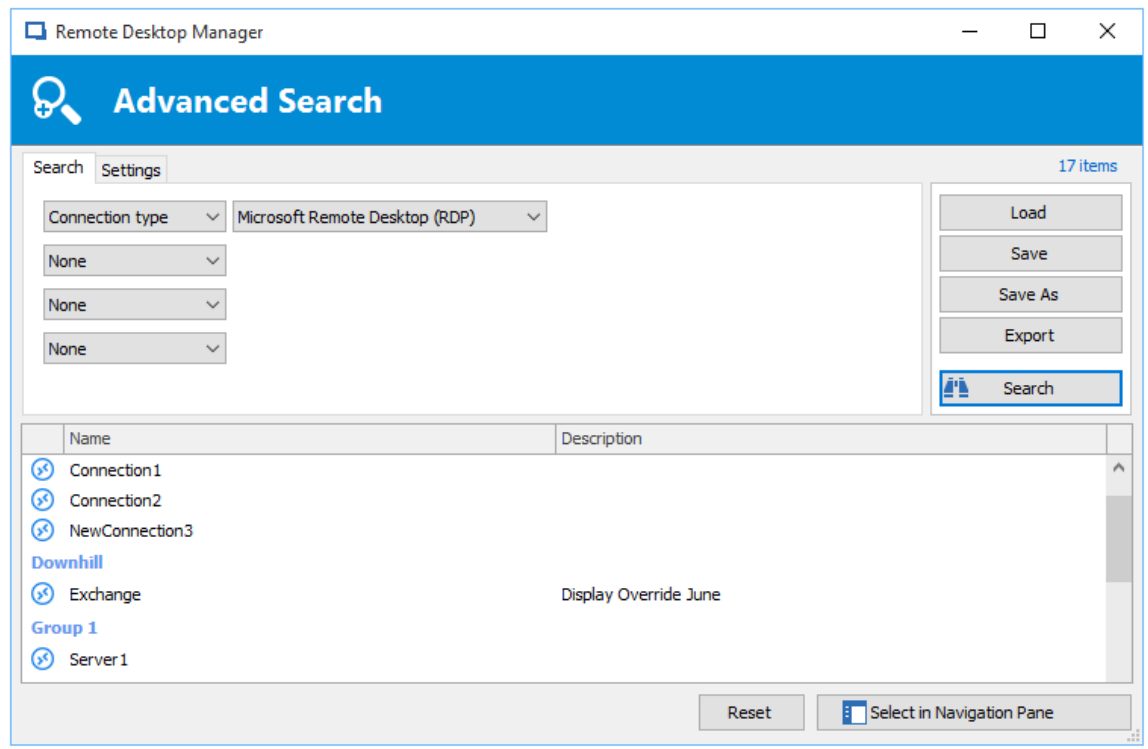 Remote Desktop Manager
Advanced Search
Search Settings 17 items
Connection type Microsoft Remote Desktop (RDP) Load
None Save
None Save As
None Export
Search
Name Description
Connection1
Connection2
NewConnection3
Downhill
Exchange Display Override June
Group 1
Server1
Reset Select in Navigation Pane